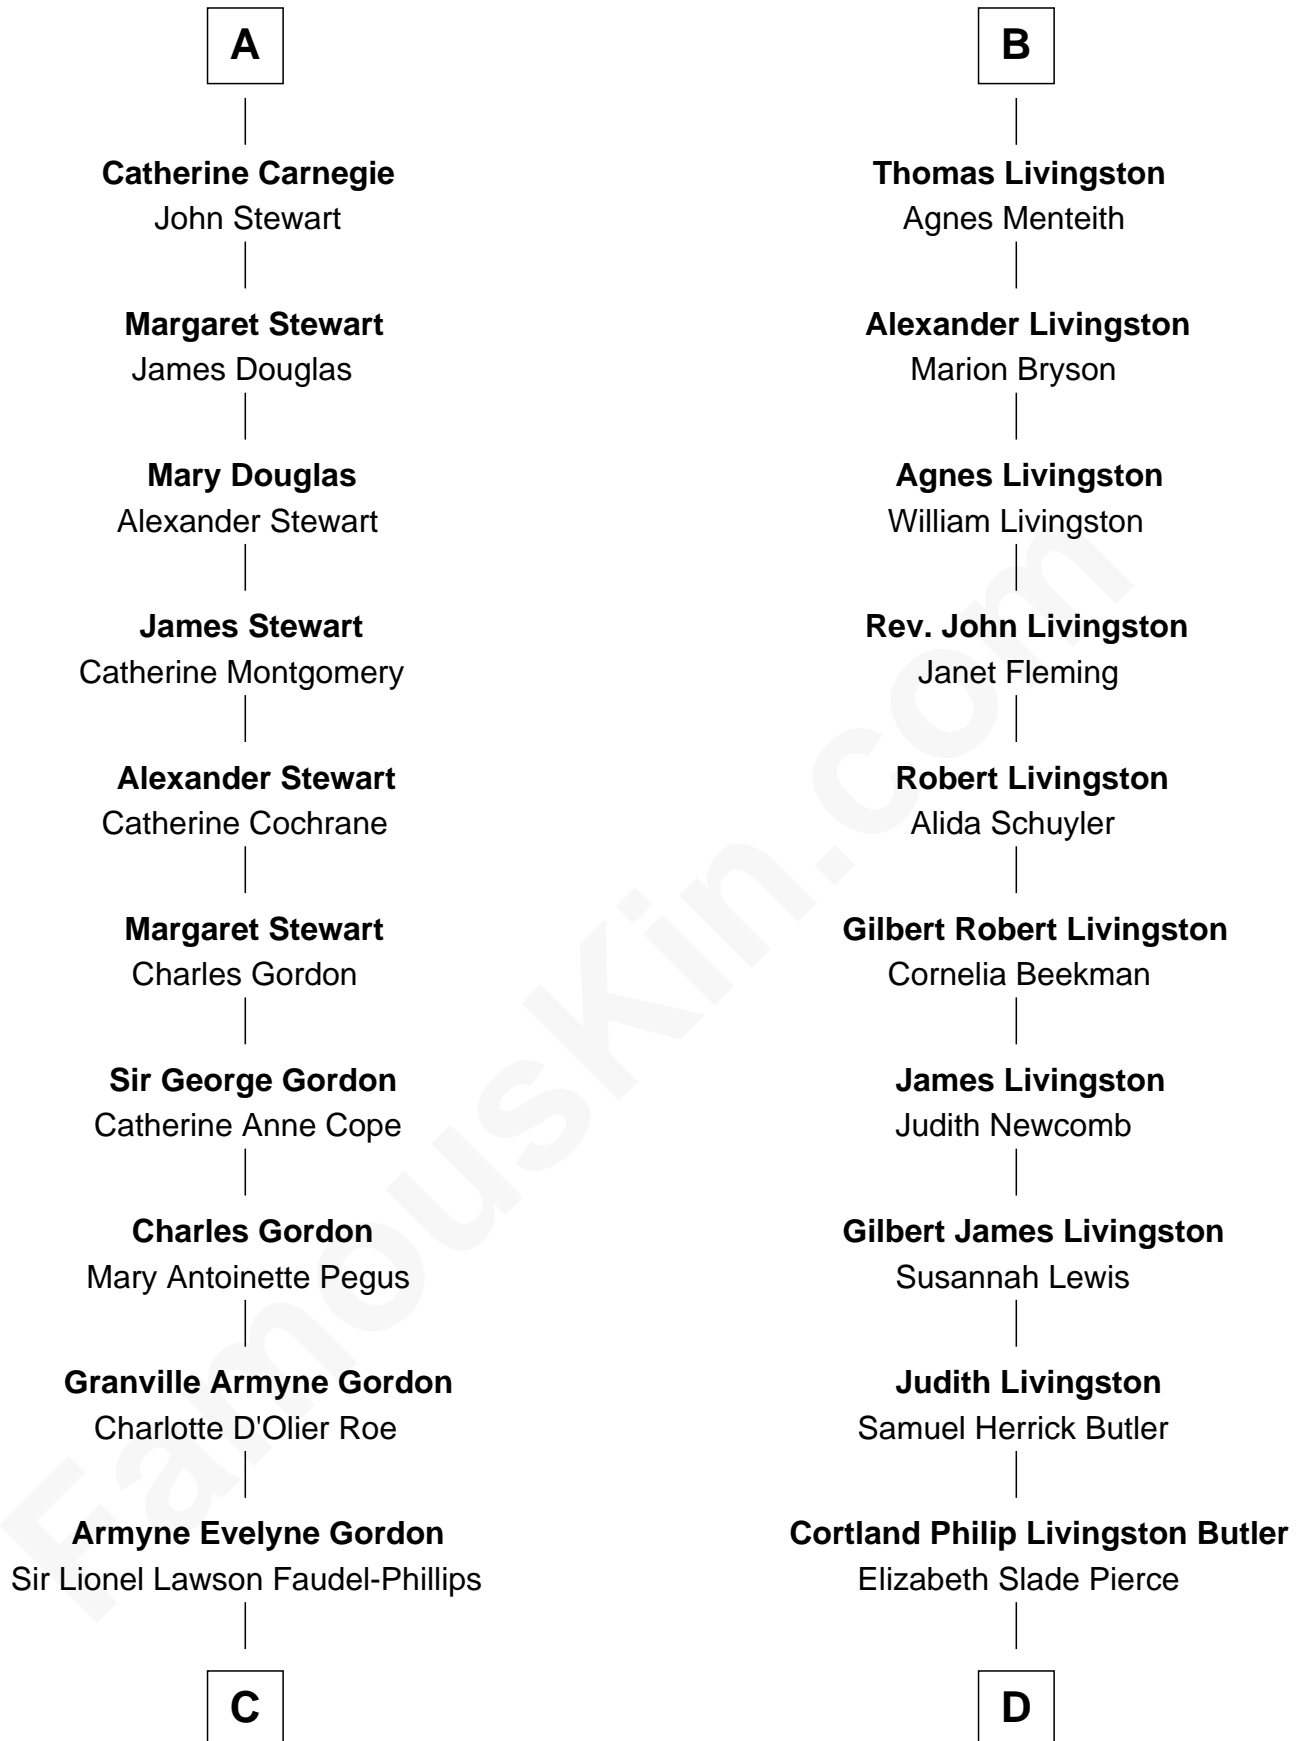 A
Catherine Carnegie
John Stewart
Margaret Stewart
James Douglas
Mary Douglas
Alexander Stewart
James Stewart
Catherine Montgomery
Alexander Stewart
Catherine Cochrane
Margaret Stewart
Charles Gordon
Sir George Gordon
Catherine Anne Cope
Charles Gordon
Mary Antoinette Pegus
Granville Armyne Gordon
Charlotte D'Olier Roe
Armyne Evelyne Gordon
Sir Lionel Lawson Faudel-Phillips
C
B
Thomas Livingston
Agnes Menteith
Alexander Livingston
Marion Bryson
Agnes Livingston
William Livingston
Rev. John Livingston
Janet Fleming
Robert Livingston
Alida Schuyler
Gilbert Robert Livingston
Cornelia Beekman
James Livingston
Judith Newcomb
Gilbert James Livingston
Susannah Lewis
Judith Livingston
Samuel Herrick Butler
Cortland Philip Livingston Butler
Elizabeth Slade Pierce
D
FamousKin.com